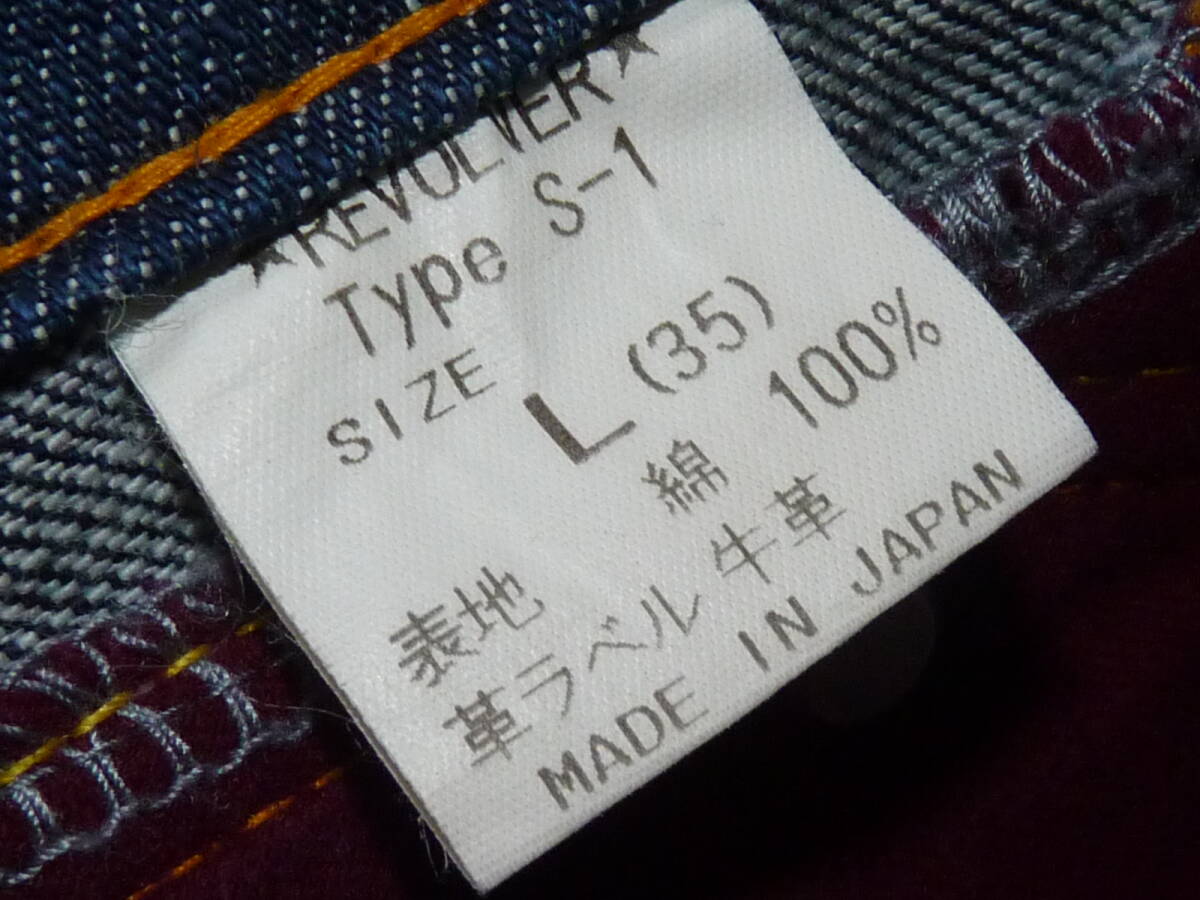 ★REVOLVER★
Type S-1
SIZE L (35)
表地 綿 100%
革ラベル 牛革
MADE IN JAPAN